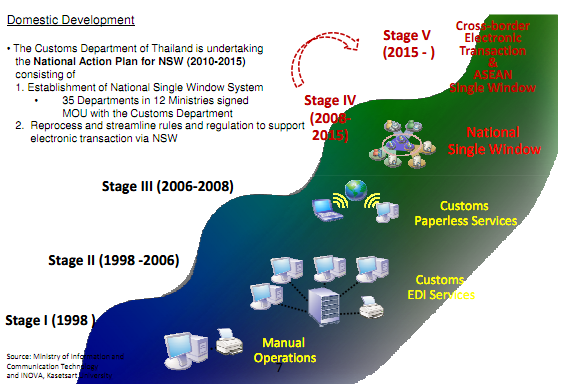 Domestic Development
• The Customs Department of Thailand is undertaking
the National Action Plan for NSW (2010-2015)
consisting of
1. Establishment of National Single Window System
• 35 Departments in 12 Ministries signed
MOU with the Customs Department
2. Reprocess and streamline rules and regulation to support
electronic transaction via NSW
Stage V
(2015 - )
Cross-border
Electronic
Transaction
&
ASEAN
Single Window
Stage IV
(2008-
2015)
National
Single Window
Stage III (2006-2008)
Customs
Paperless Services
Stage II (1998 -2006)
Customs
EDI Services
Stage I (1998 )
Manual
Operations
Source: Ministry of Information and
Communication Technology
and INOVA, Kasetsart University
7